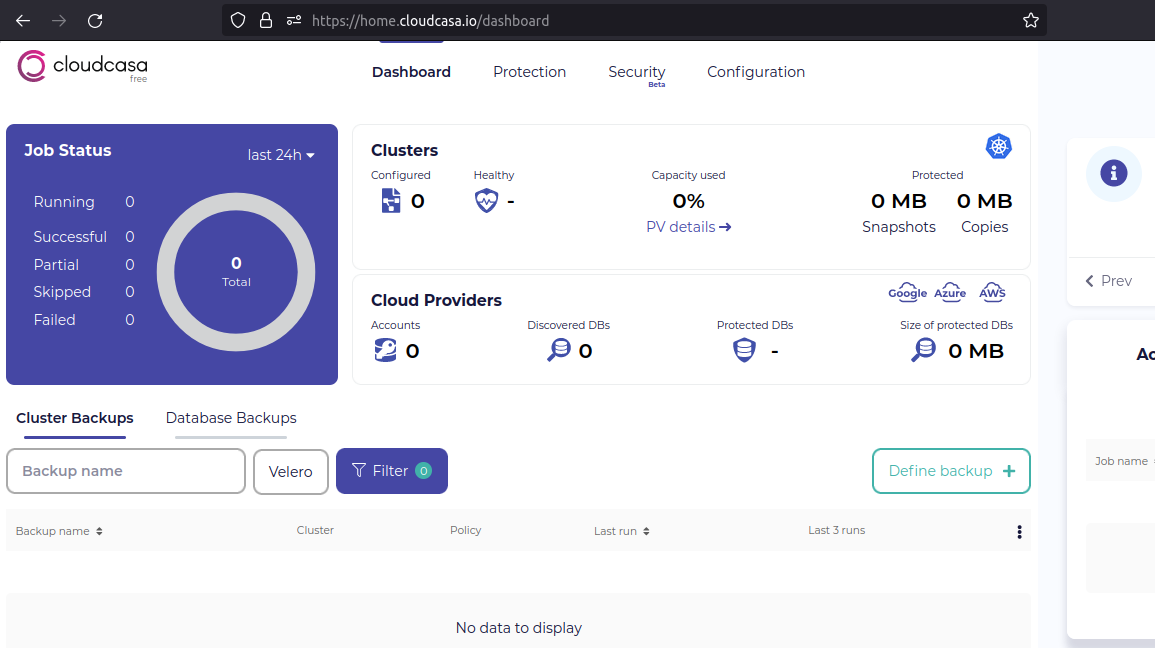 https://home.cloudcasa.io/dashboard
cloudcasa
free
Dashboard
Protection
Security
Beta
Configuration
Job Status
last 24h
Running 0
Successful 0
Partial 0
Skipped 0
Failed 0
0
Total
Clusters
Configured
0
Healthy
-
Capacity used
0%
PV details
Protected
0 MB 0 MB
Snapshots Copies
Cloud Providers
Google Azure AWS
Accounts
0
Discovered DBs
0
Protected DBs
-
Size of protected DBs
0 MB
Prev
Cluster Backups
Database Backups
Backup name
Velero
Filter 0
Define backup +
Backup name Cluster Policy Last run Last 3 runs
No data to display
Job name